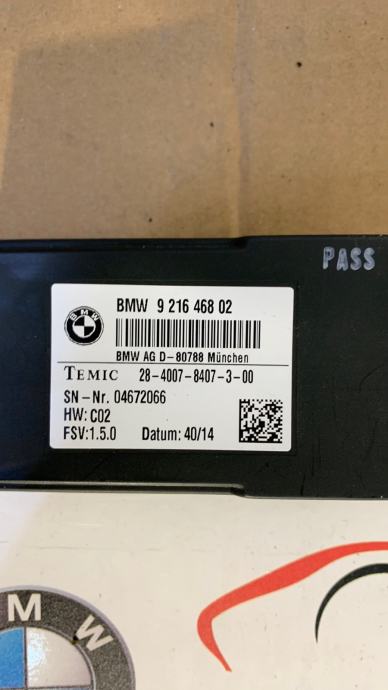 PASS
BMW 9 216 468 02
BMW
BMW AG D-80788 München
TEMIC 28-4007-8407-3-00
SN-Nr. 04672066
HW: C02
FSV:1.5.0 Datum: 40/14
M W